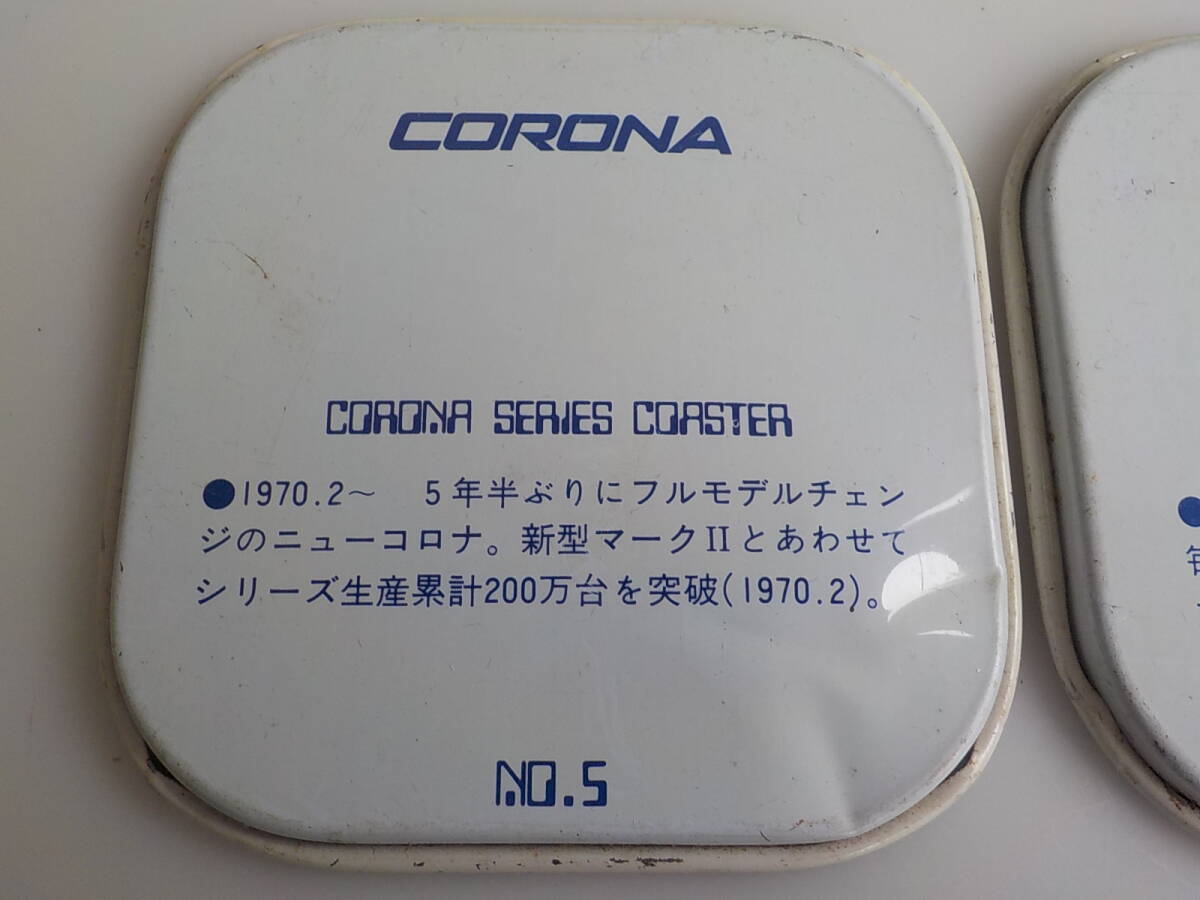 CORONA
CORONA SERIES COASTER
●1970.2〜 5年半ぶりにフルモデルチェン
ジのニューコロナ。新型マークIIとあわせて
シリーズ生産累計200万台を突破(1970.2)。
NO.5
●
毎